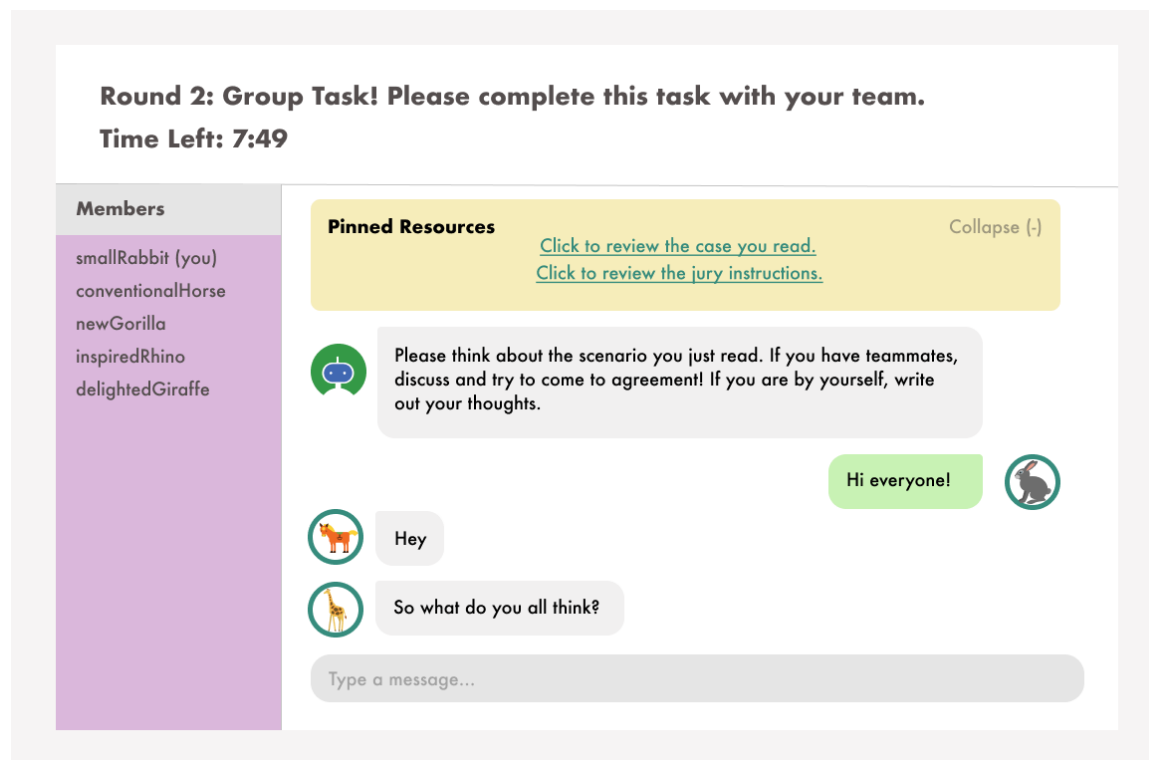 Round 2: Group Task! Please complete this task with your team.
Time Left: 7:49
Members
smallRabbit (you)
conventionalHorse
newGorilla
inspiredRhino
delightedGiraffe
Pinned Resources
Collapse (-)
Click to review the case you read.
Click to review the jury instructions.
Please think about the scenario you just read. If you have teammates,
discuss and try to come to agreement! If you are by yourself, write
out your thoughts.
Hi everyone!
Hey
So what do you all think?
Type a message...